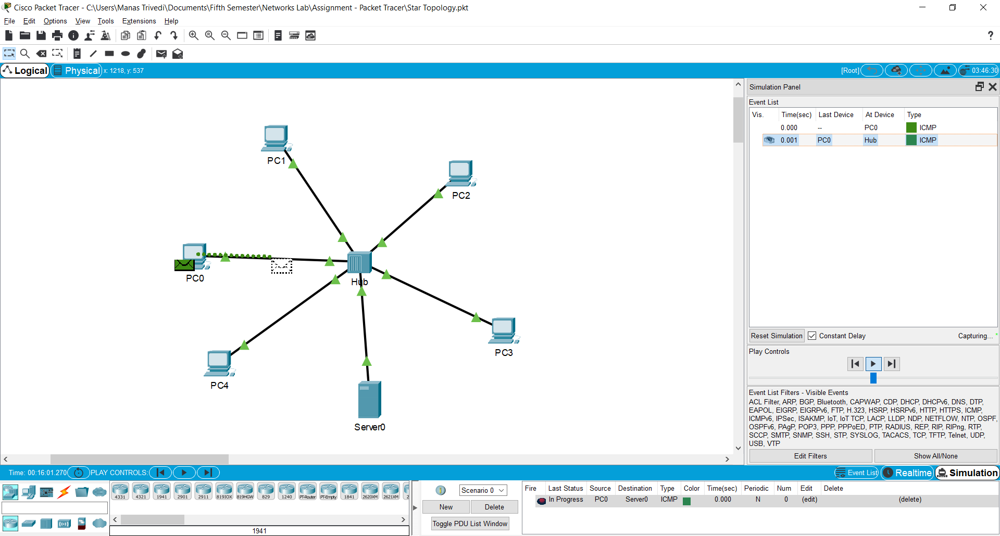 Cisco Packet Tracer - C:\Users\Manas Trivedi\Documents\Fifth Semester\Networks Lab\Assignment - Packet Tracer\Star Topology.pkt
File Edit Options View Tools Extensions Help
?
Logical Physical x: 1218, y: 537 [Root] 03:46:30
Simulation Panel
Event List
Vis. Time(sec) Last Device At Device Type
0.000 -- PC0 ICMP
0.001 PC0 Hub ICMP
PC1
PC2
PC0
Hub
PC3
PC4
Server0
Reset Simulation Constant Delay Capturing... *
Play Controls
Event List Filters - Visible Events
ACL Filter, ARP, BGP, Bluetooth, CAPWAP, CDP, DHCP, DHCPv6, DNS, DTP,
EAPOL, EIGRP, EIGRPv6, FTP, H.323, HSRP, HSRPv6, HTTP, HTTPS, ICMP,
ICMPv6, IPSec, ISAKMP, IoT, IoT TCP, LACP, LLDP, NDP, NETFLOW, NTP, OSPF,
OSPFv6, PAgP, POP3, PPP, PPPoED, PTP, RADIUS, REP, RIP, RIPng, RTP,
SCCP, SMTP, SNMP, SSH, STP, SYSLOG, TACACS, TCP, TFTP, Telnet, UDP,
USB, VTP
Edit Filters Show All/None
Time: 00:16:01.270 PLAY CONTROLS: Event List Realtime Simulation
4331 4321 1941 2901 2911 819IOX 819HGW 829 1240 PT-Router PT-Empty 1841 2620XM 2621XM 2
1941
Scenario 0
New Delete
Toggle PDU List Window
Fire Last Status Source Destination Type Color Time(sec) Periodic Num Edit Delete
In Progress PC0 Server0 ICMP 0.000 N 0 (edit) (delete)